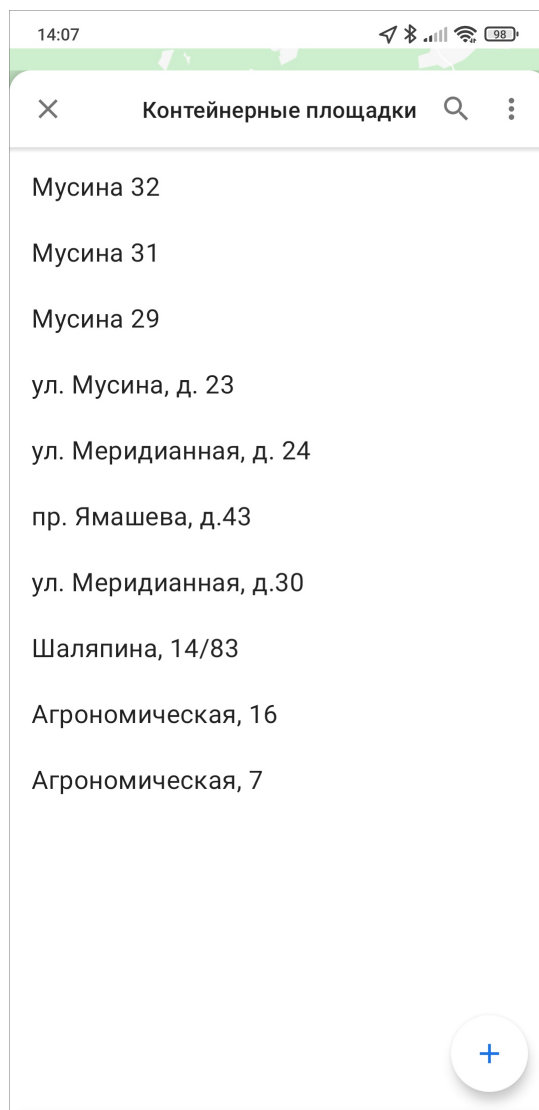 14:07
98
Контейнерные площадки
Мусина 32
Мусина 31
Мусина 29
ул. Мусина, д. 23
ул. Меридианная, д. 24
пр. Ямашева, д.43
ул. Меридианная, д.30
Шаляпина, 14/83
Агрономическая, 16
Агрономическая, 7